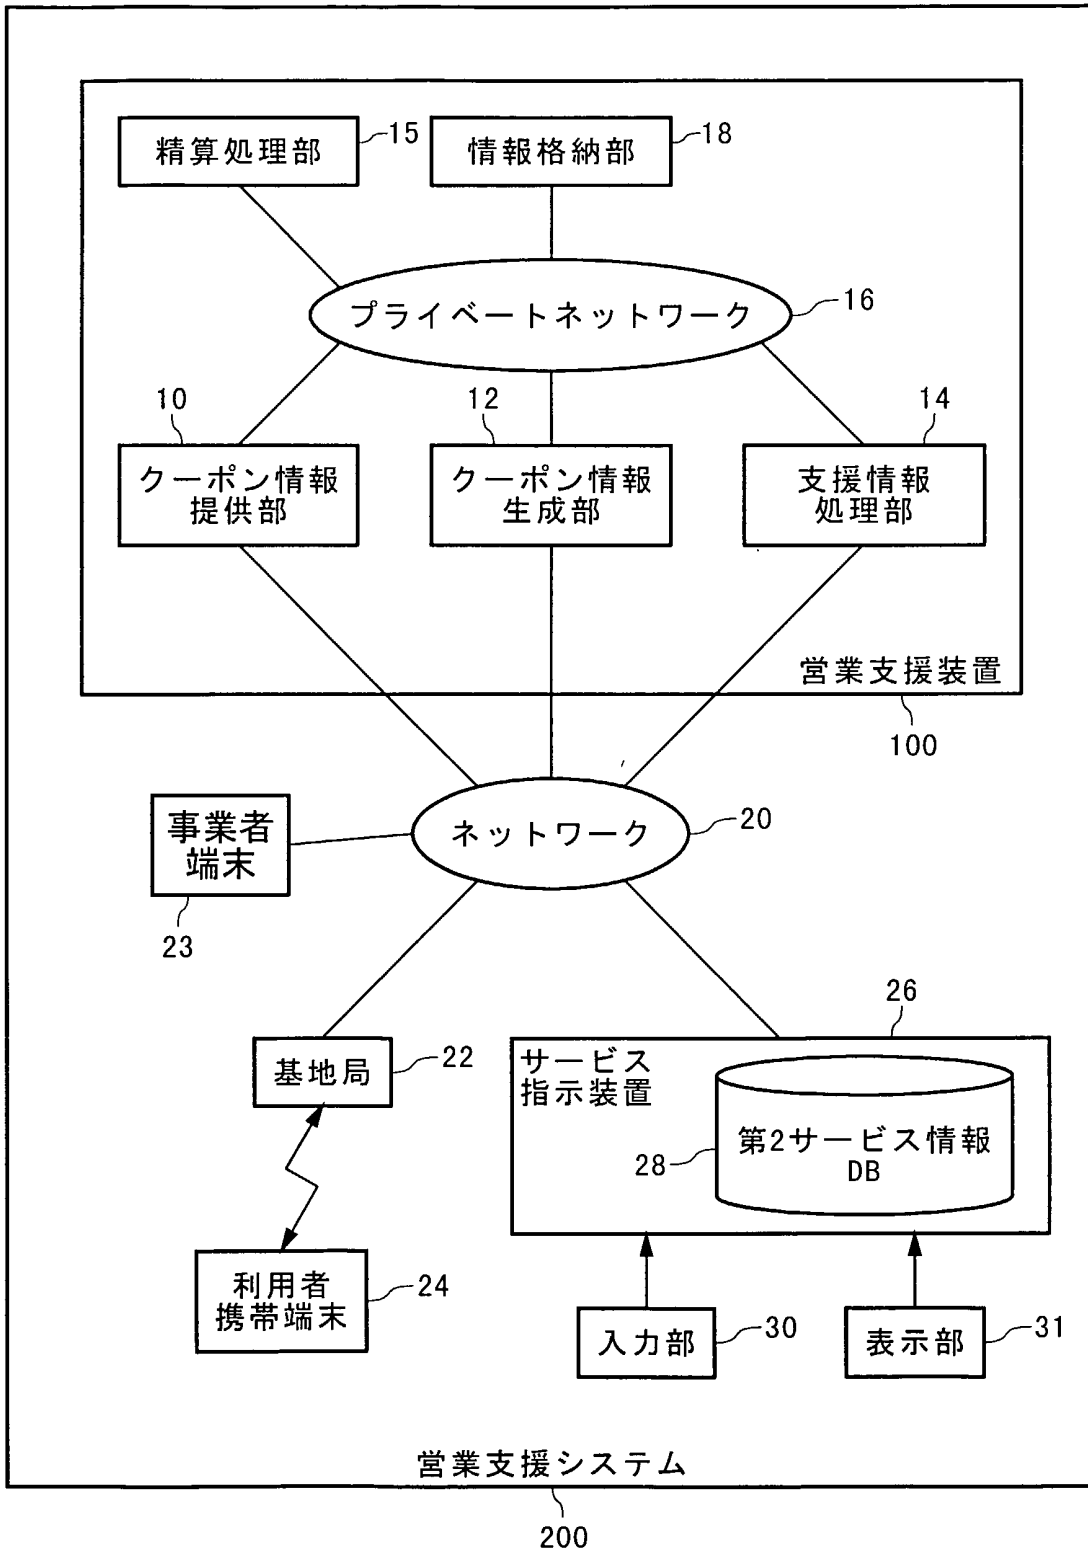 精算処理部
15
情報格納部
18
プライベートネットワーク
16
10
12
14
クーポン情報
提供部
クーポン情報
生成部
支援情報
処理部
営業支援装置
100
事業者
端末
23
ネットワーク
20
26
基地局
22
サービス
指示装置
第2サービス情報
DB
28
利用者
携帯端末
24
入力部
30
表示部
31
営業支援システム
200